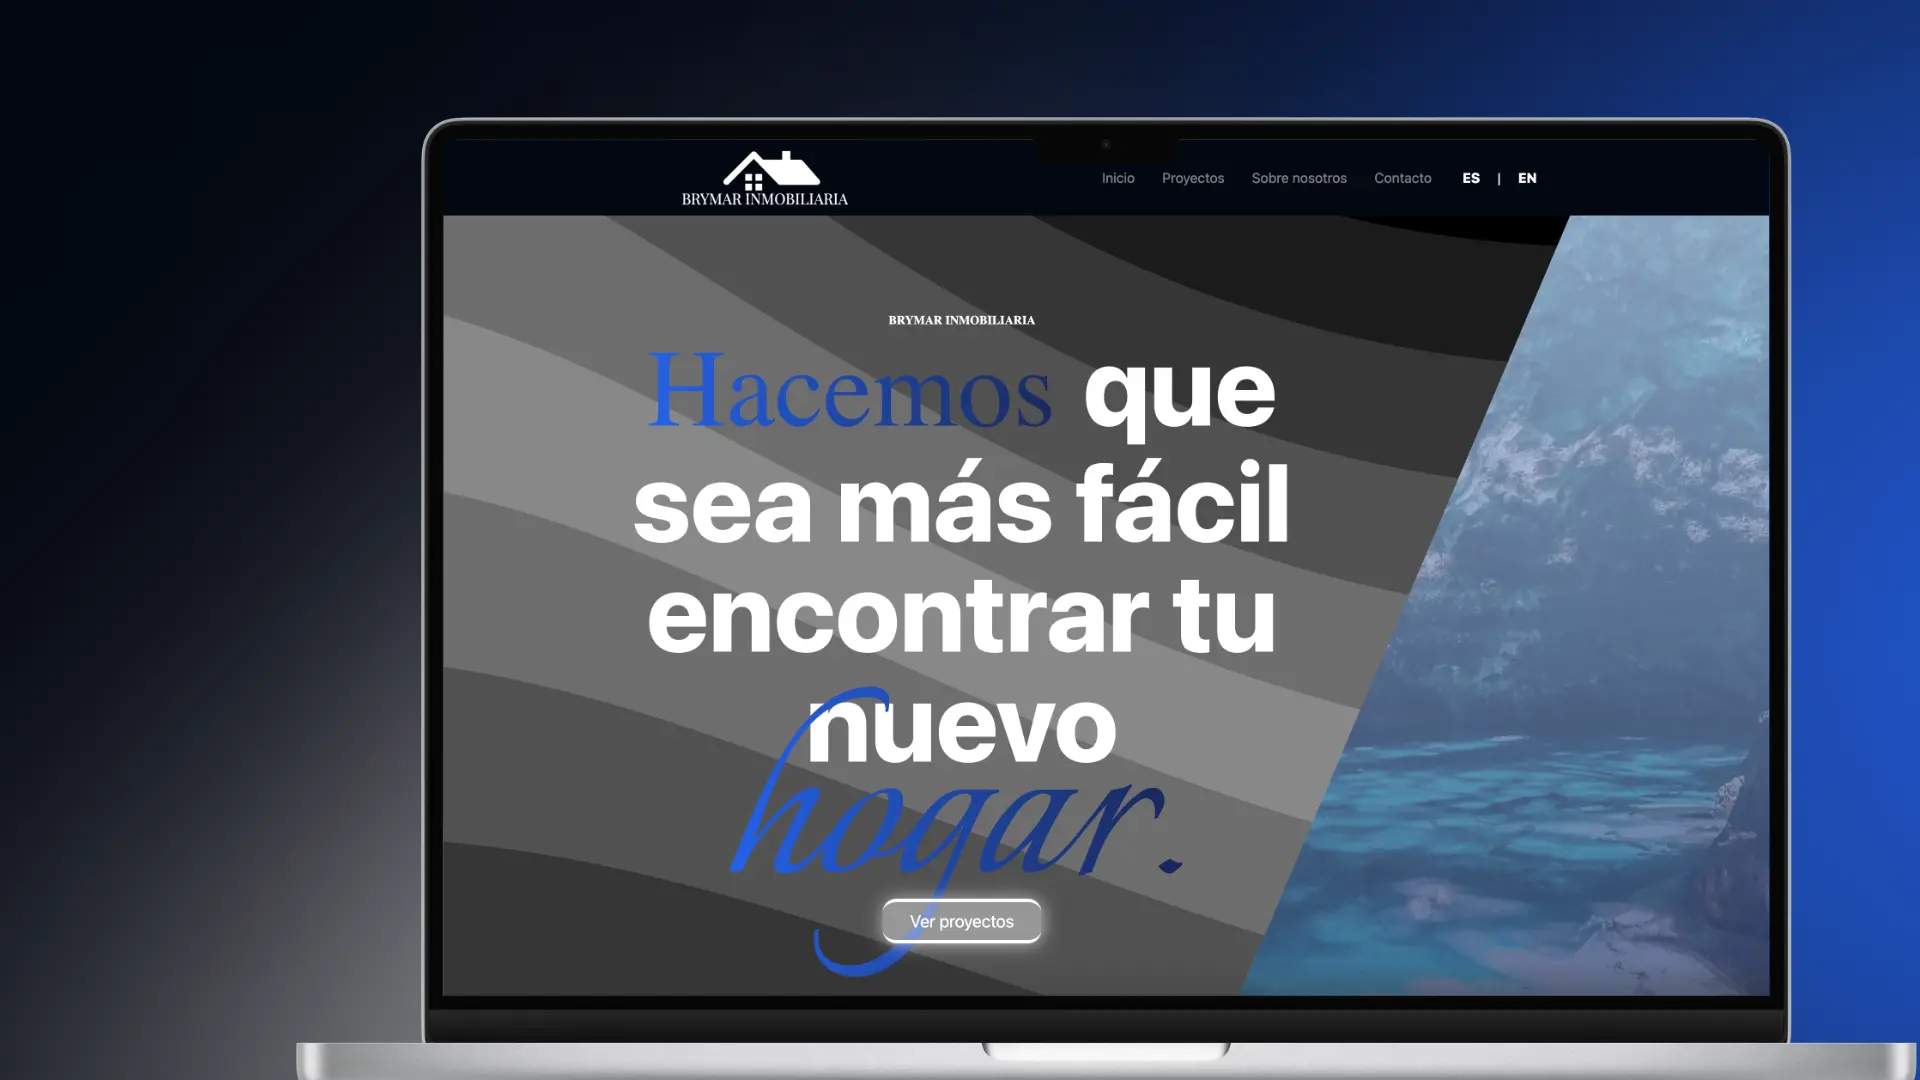 BRYMAR INMOBILIARIA
Inicio Proyectos Sobre nosotros Contacto ES | EN
BRYMAR INMOBILIARIA
Hacemos que
sea más fácil
encontrar tu
nuevo
hogar.
Ver proyectos